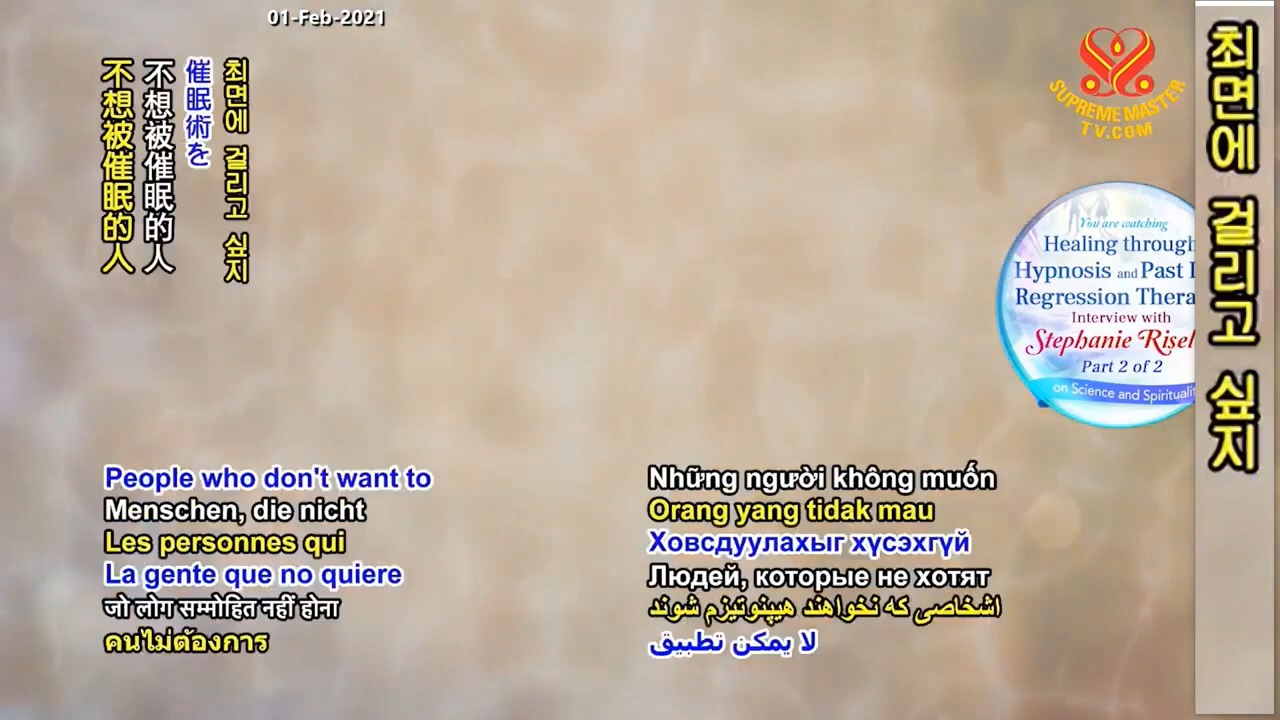 01-Feb-2021
최면에 걸리고 싶지
催眠術を
不想被催眠的人
不想被催眠的人
SUPREME MASTER
TV.COM
You are watching
Healing through
Hypnosis and Past
Regression Thera
Interview with
Stephanie Risel
Part 2 of 2
on Science and Spiritualit
최면에 걸리고 싶지
People who don't want to
Menschen, die nicht
Les personnes qui
La gente que no quiere
जो लोग सम्मोहित नहीं होना
คนไม่ต้องการ
Những người không muốn
Orang yang tidak mau
Ховсдуулахыг хүсэхгүй
Людей, которые не хотят
اشخاصی که نخواهند هیپنوتیزم شوند
لا يمكن تطبيق